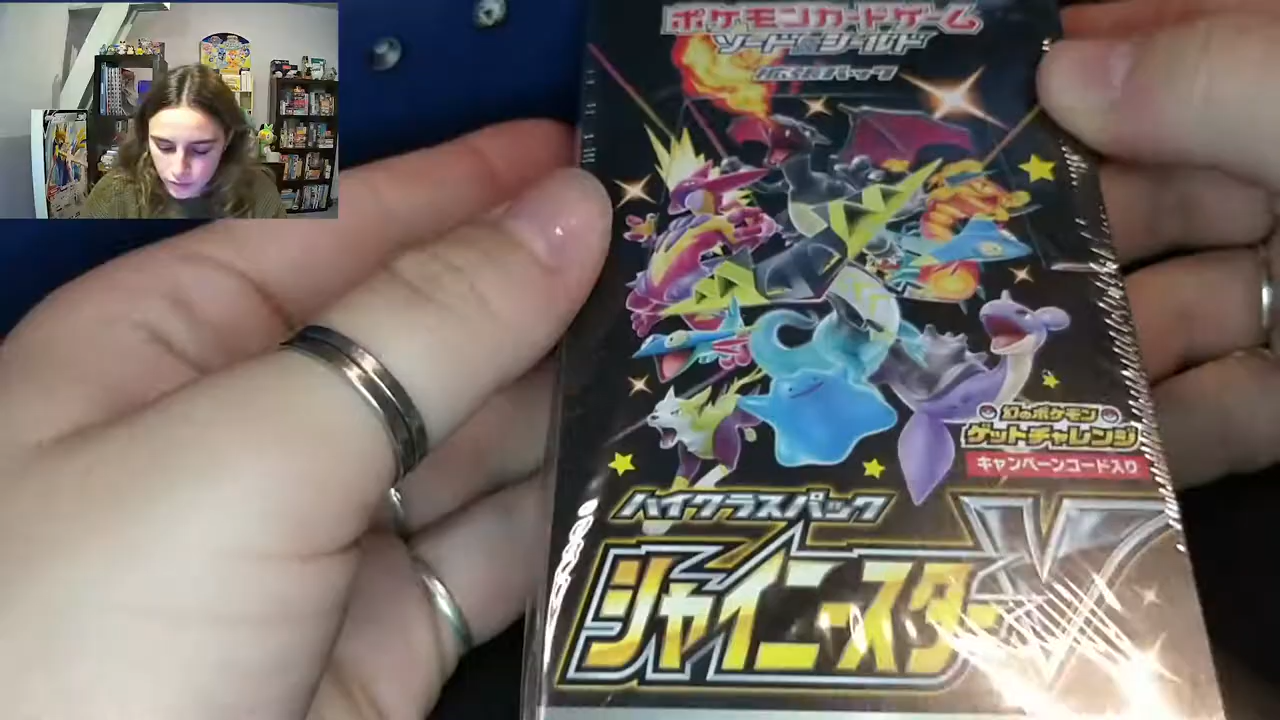 ポケモンカードゲーム
ソード&シールド
拡張パック
幻のポケモン
ゲットチャレンジ
キャンペーンコード入り
ハイクラスパック
シャイニースターV